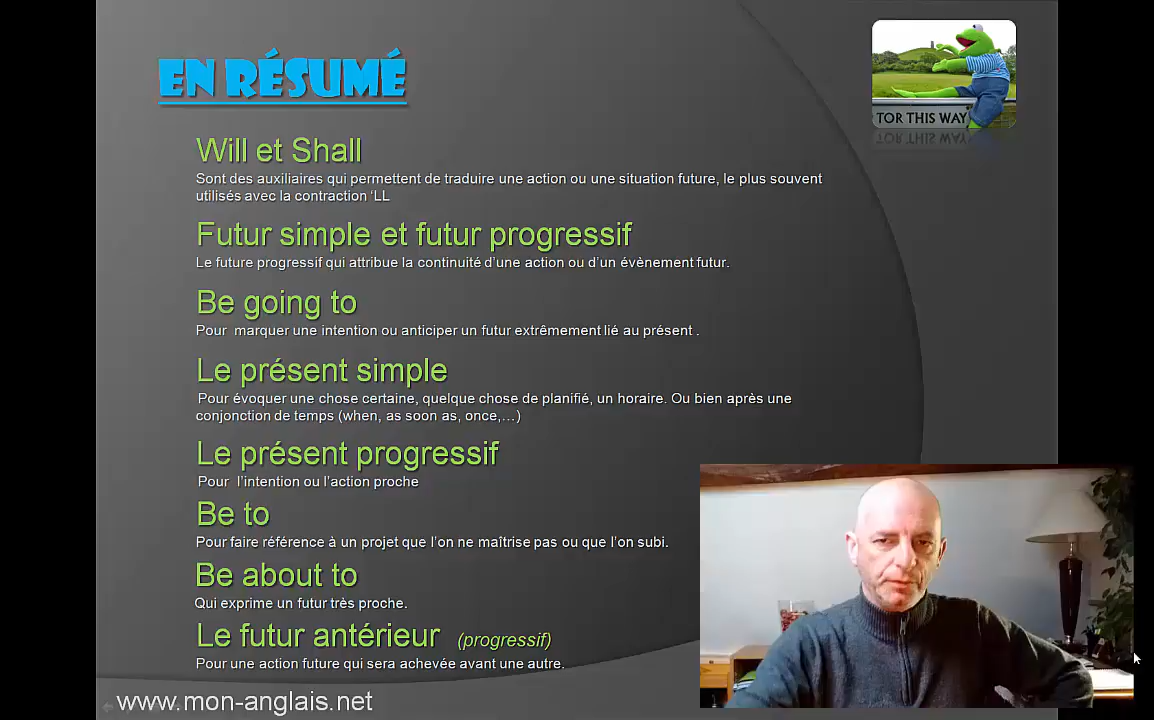 EN RÉSUMÉ
TOR THIS WAY
Will et Shall
Sont des auxiliaires qui permettent de traduire une action ou une situation future, le plus souvent
utilisés avec la contraction ‘LL
Futur simple et futur progressif
Le future progressif qui attribue la continuité d’une action ou d’un évènement futur.
Be going to
Pour marquer une intention ou anticiper un futur extrêmement lié au présent .
Le présent simple
Pour évoquer une chose certaine, quelque chose de planifié, un horaire. Ou bien après une
conjonction de temps (when, as soon as, once,…)
Le présent progressif
Pour l’intention ou l’action proche
Be to
Pour faire référence à un projet que l’on ne maîtrise pas ou que l’on subi.
Be about to
Qui exprime un futur très proche.
Le futur antérieur (progressif)
Pour une action future qui sera achevée avant une autre.
www.mon-anglais.net